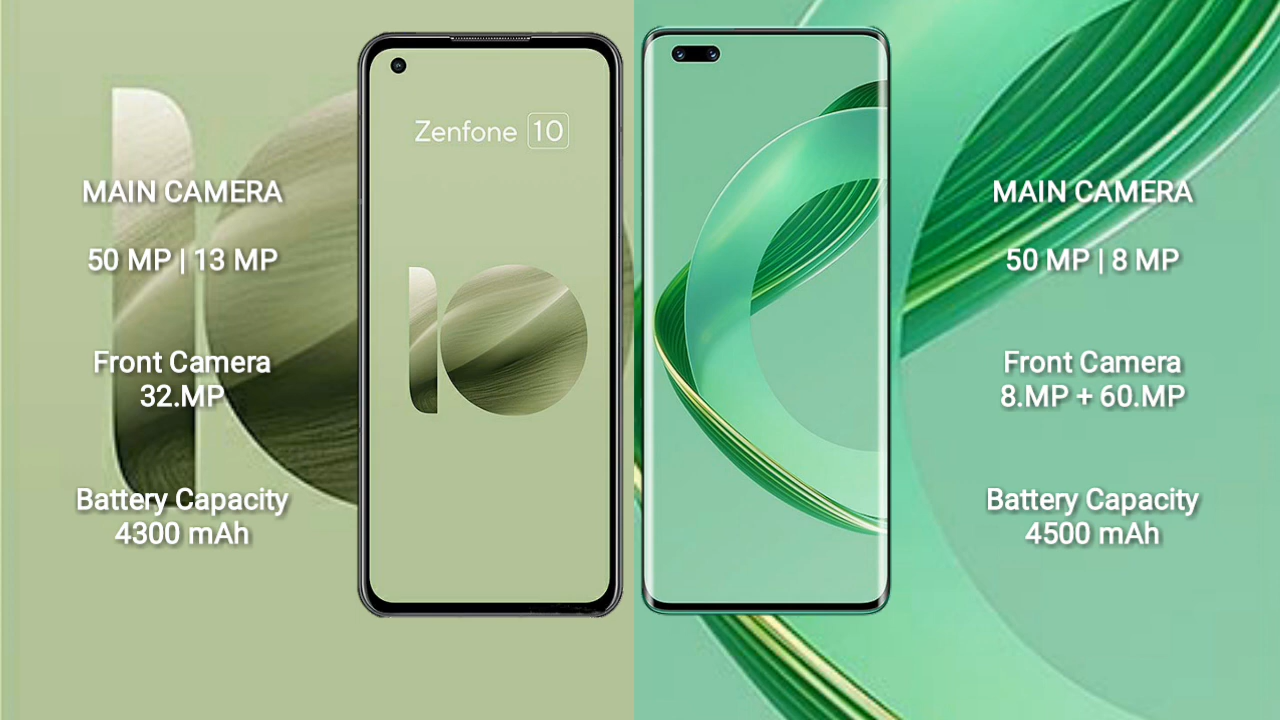 MAIN CAMERA
50 MP | 13 MP
Front Camera
32.MP
Battery Capacity
4300 mAh
Zenfone 10
10
MAIN CAMERA
50 MP | 8 MP
Front Camera
8.MP + 60.MP
Battery Capacity
4500 mAh